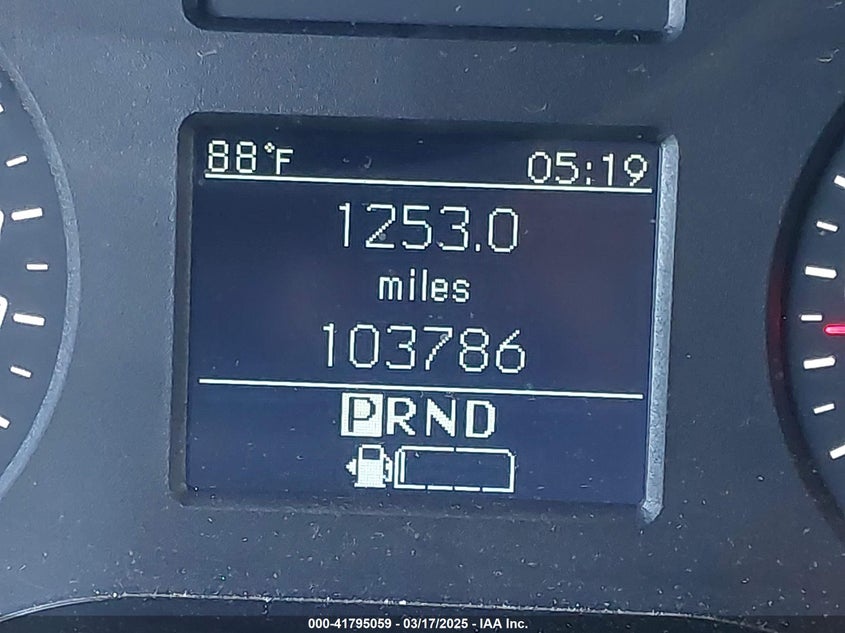 88°F 05:19
1253.0
miles
103786
PRND
000-41795059 - 03/17/2025 - IAA Inc.